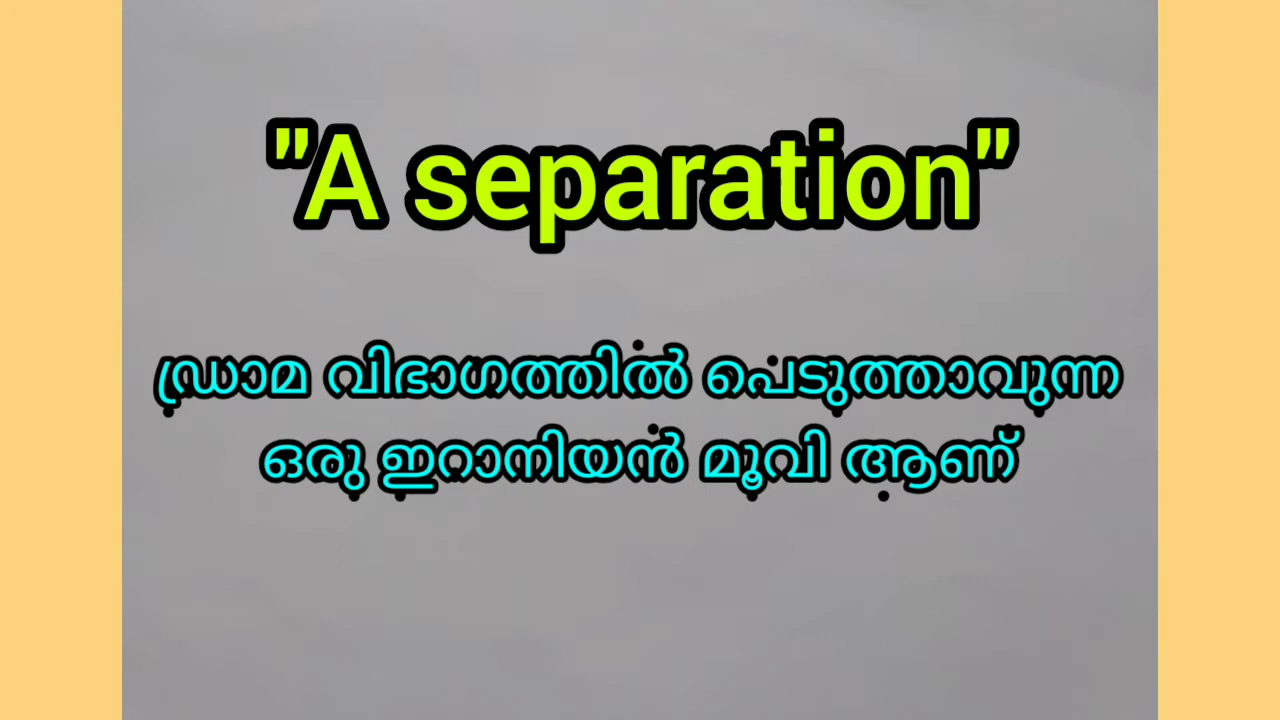 "A separation"
ഡ്രാമ വിഭാഗത്തിൽ പെടുത്താവുന്ന
ഒരു ഇറാനിയൻ മൂവി ആണ്